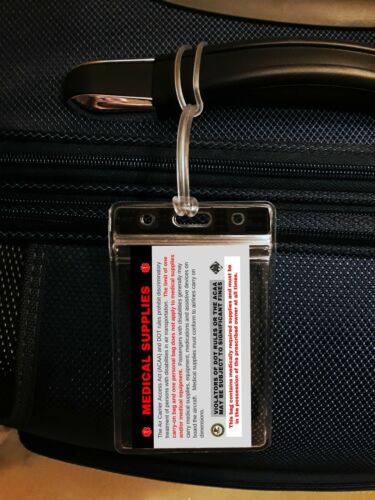 MEDICAL SUPPLIES
The Air Carrier Access Act (ACAA) and DOT rules prohibit discriminatory
treatment of persons with disabilities in air transportation. The limit of one
carry-on bag and one personal bag does not apply to medical supplies
and/or medical equipment. Passengers with disabilities generally may
carry medical supplies, equipment, medications and assistive devices on
board the aircraft. Medical supplies must conform to airlines carry on
dimensions.
VIOLATORS OF DOT RULES OR THE ACAA
MAY BE SUBJECT TO SIGNIFICANT FINES
This bag contains medically required supplies and must be
in the possession of the prescribed owner at all times.